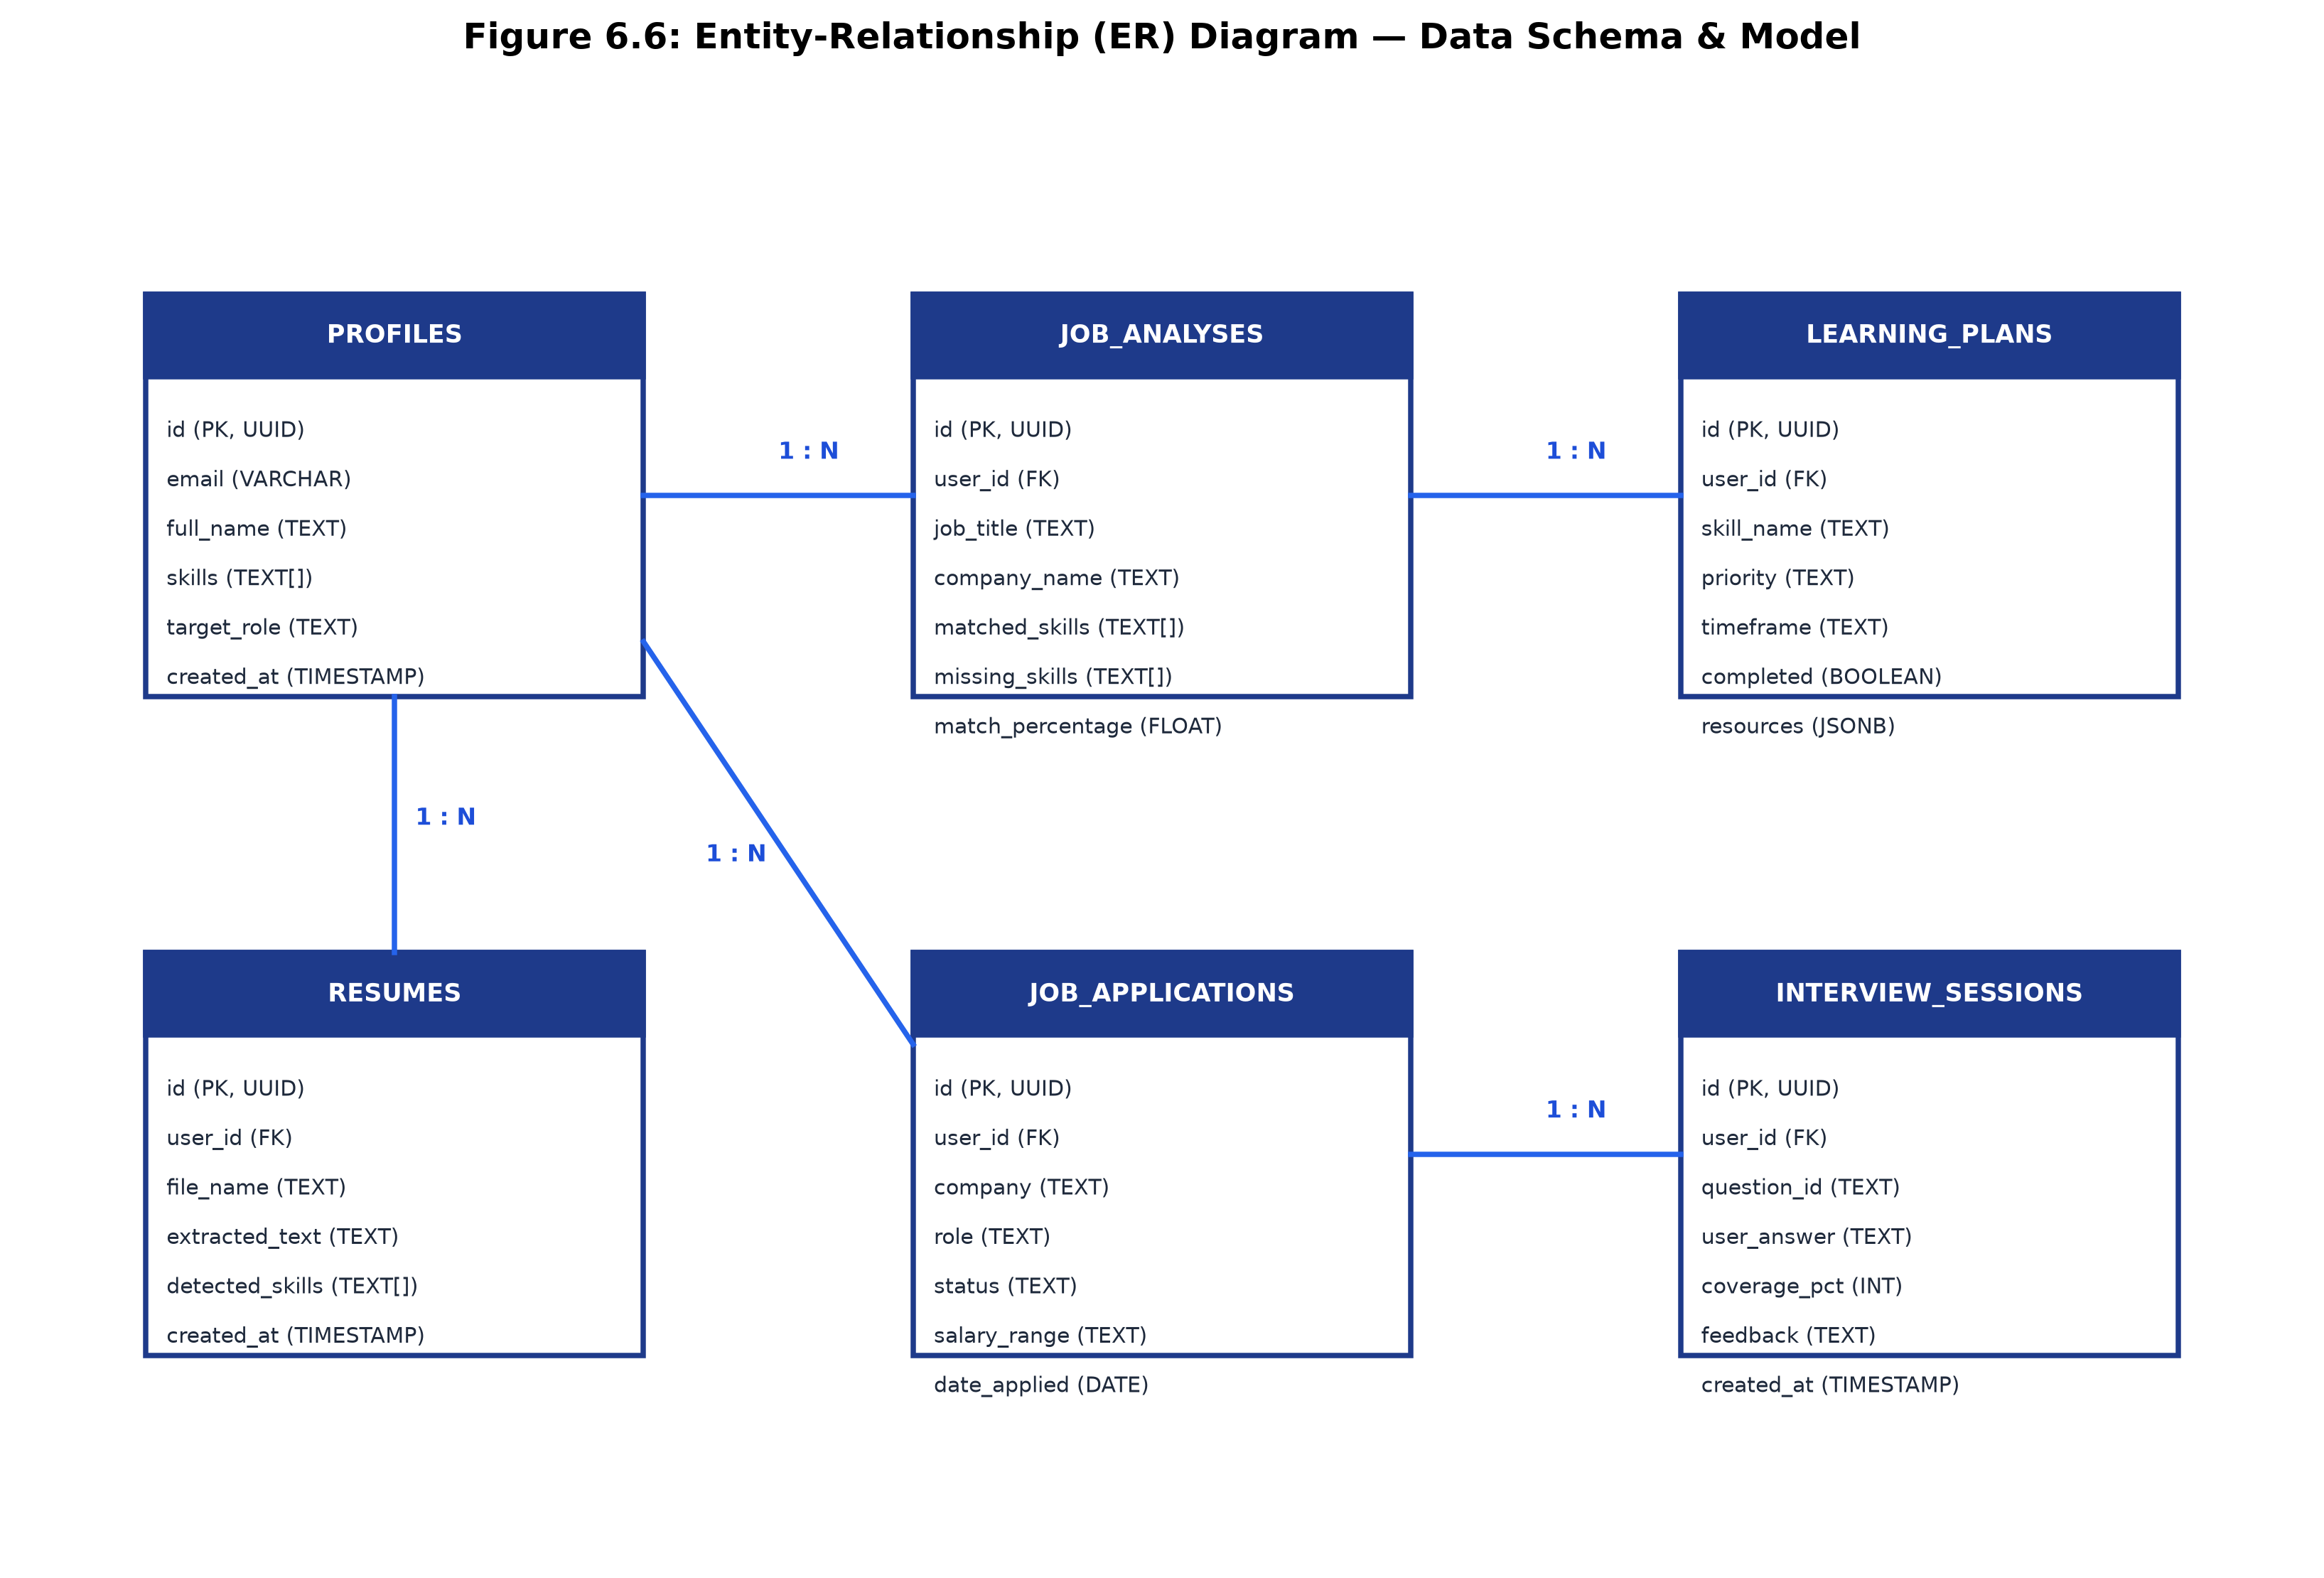 Figure 6.6: Entity-Relationship (ER) Diagram — Data Schema & Model
PROFILES
id (PK, UUID)
email (VARCHAR)
full_name (TEXT)
skills (TEXT[])
target_role (TEXT)
created_at (TIMESTAMP)
1 : N
JOB_ANALYSES
id (PK, UUID)
user_id (FK)
job_title (TEXT)
company_name (TEXT)
matched_skills (TEXT[])
missing_skills (TEXT[])
match_percentage (FLOAT)
1 : N
LEARNING_PLANS
id (PK, UUID)
user_id (FK)
skill_name (TEXT)
priority (TEXT)
timeframe (TEXT)
completed (BOOLEAN)
resources (JSONB)
1 : N
1 : N
RESUMES
id (PK, UUID)
user_id (FK)
file_name (TEXT)
extracted_text (TEXT)
detected_skills (TEXT[])
created_at (TIMESTAMP)
JOB_APPLICATIONS
id (PK, UUID)
user_id (FK)
company (TEXT)
role (TEXT)
status (TEXT)
salary_range (TEXT)
date_applied (DATE)
1 : N
INTERVIEW_SESSIONS
id (PK, UUID)
user_id (FK)
question_id (TEXT)
user_answer (TEXT)
coverage_pct (INT)
feedback (TEXT)
created_at (TIMESTAMP)